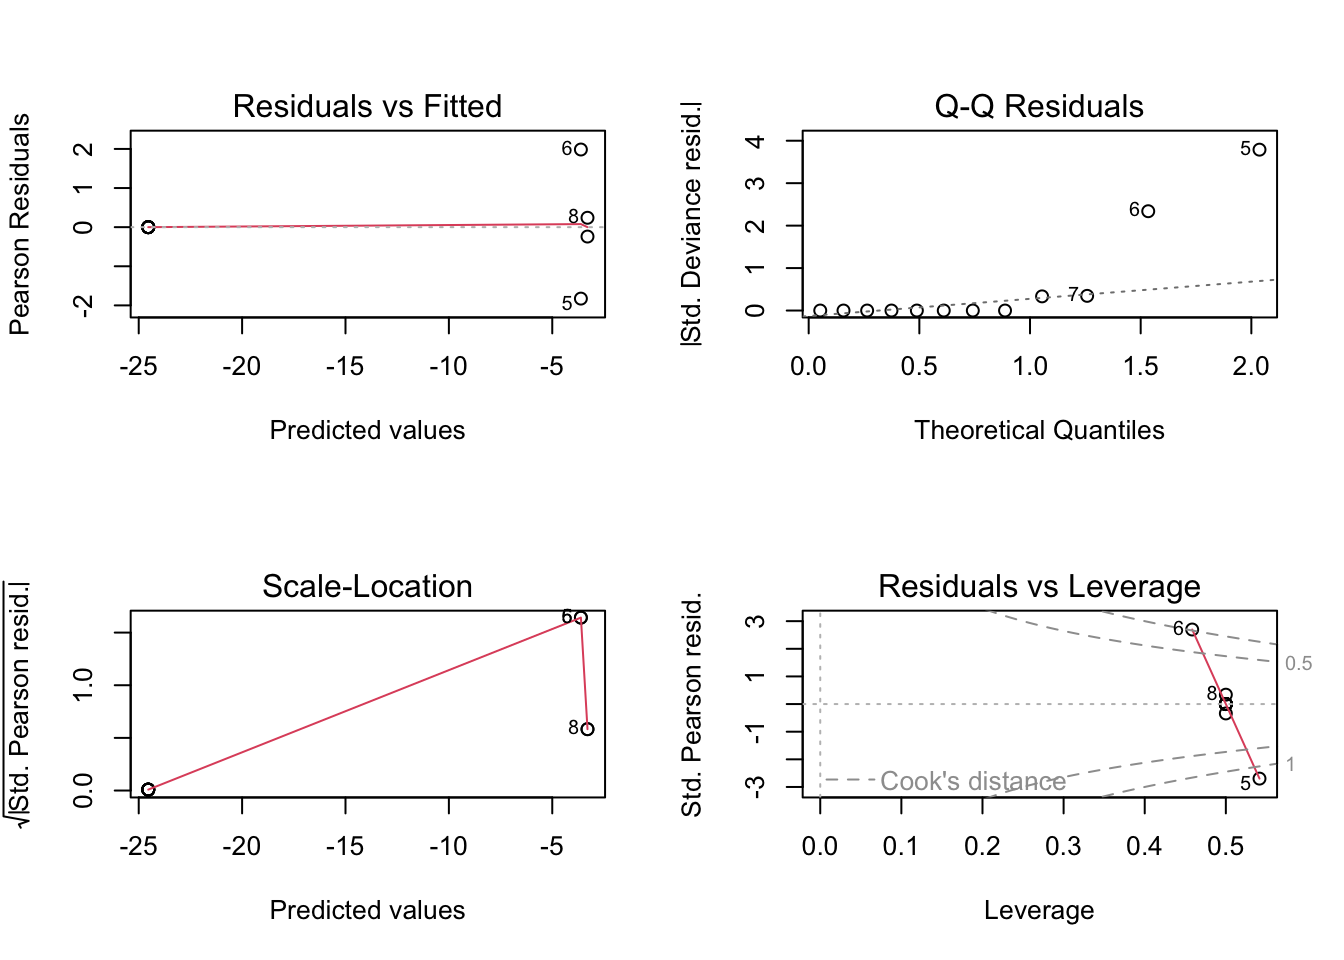 Residuals vs Fitted
Pearson Residuals
2
1
0
-2
6
8
5
-25 -20 -15 -10 -5
Predicted values
Q-Q Residuals
|Std. Deviance resid.|
4
3
2
1
0
5
6
7
0.0 0.5 1.0 1.5 2.0
Theoretical Quantiles
Scale-Location
√|Std. Pearson resid.|
1.0
0.0
6
8
-25 -20 -15 -10 -5
Predicted values
Residuals vs Leverage
Std. Pearson resid.
3
1
-1
-3
6
8
5
0.5
1
Cook's distance
0.0 0.1 0.2 0.3 0.4 0.5
Leverage